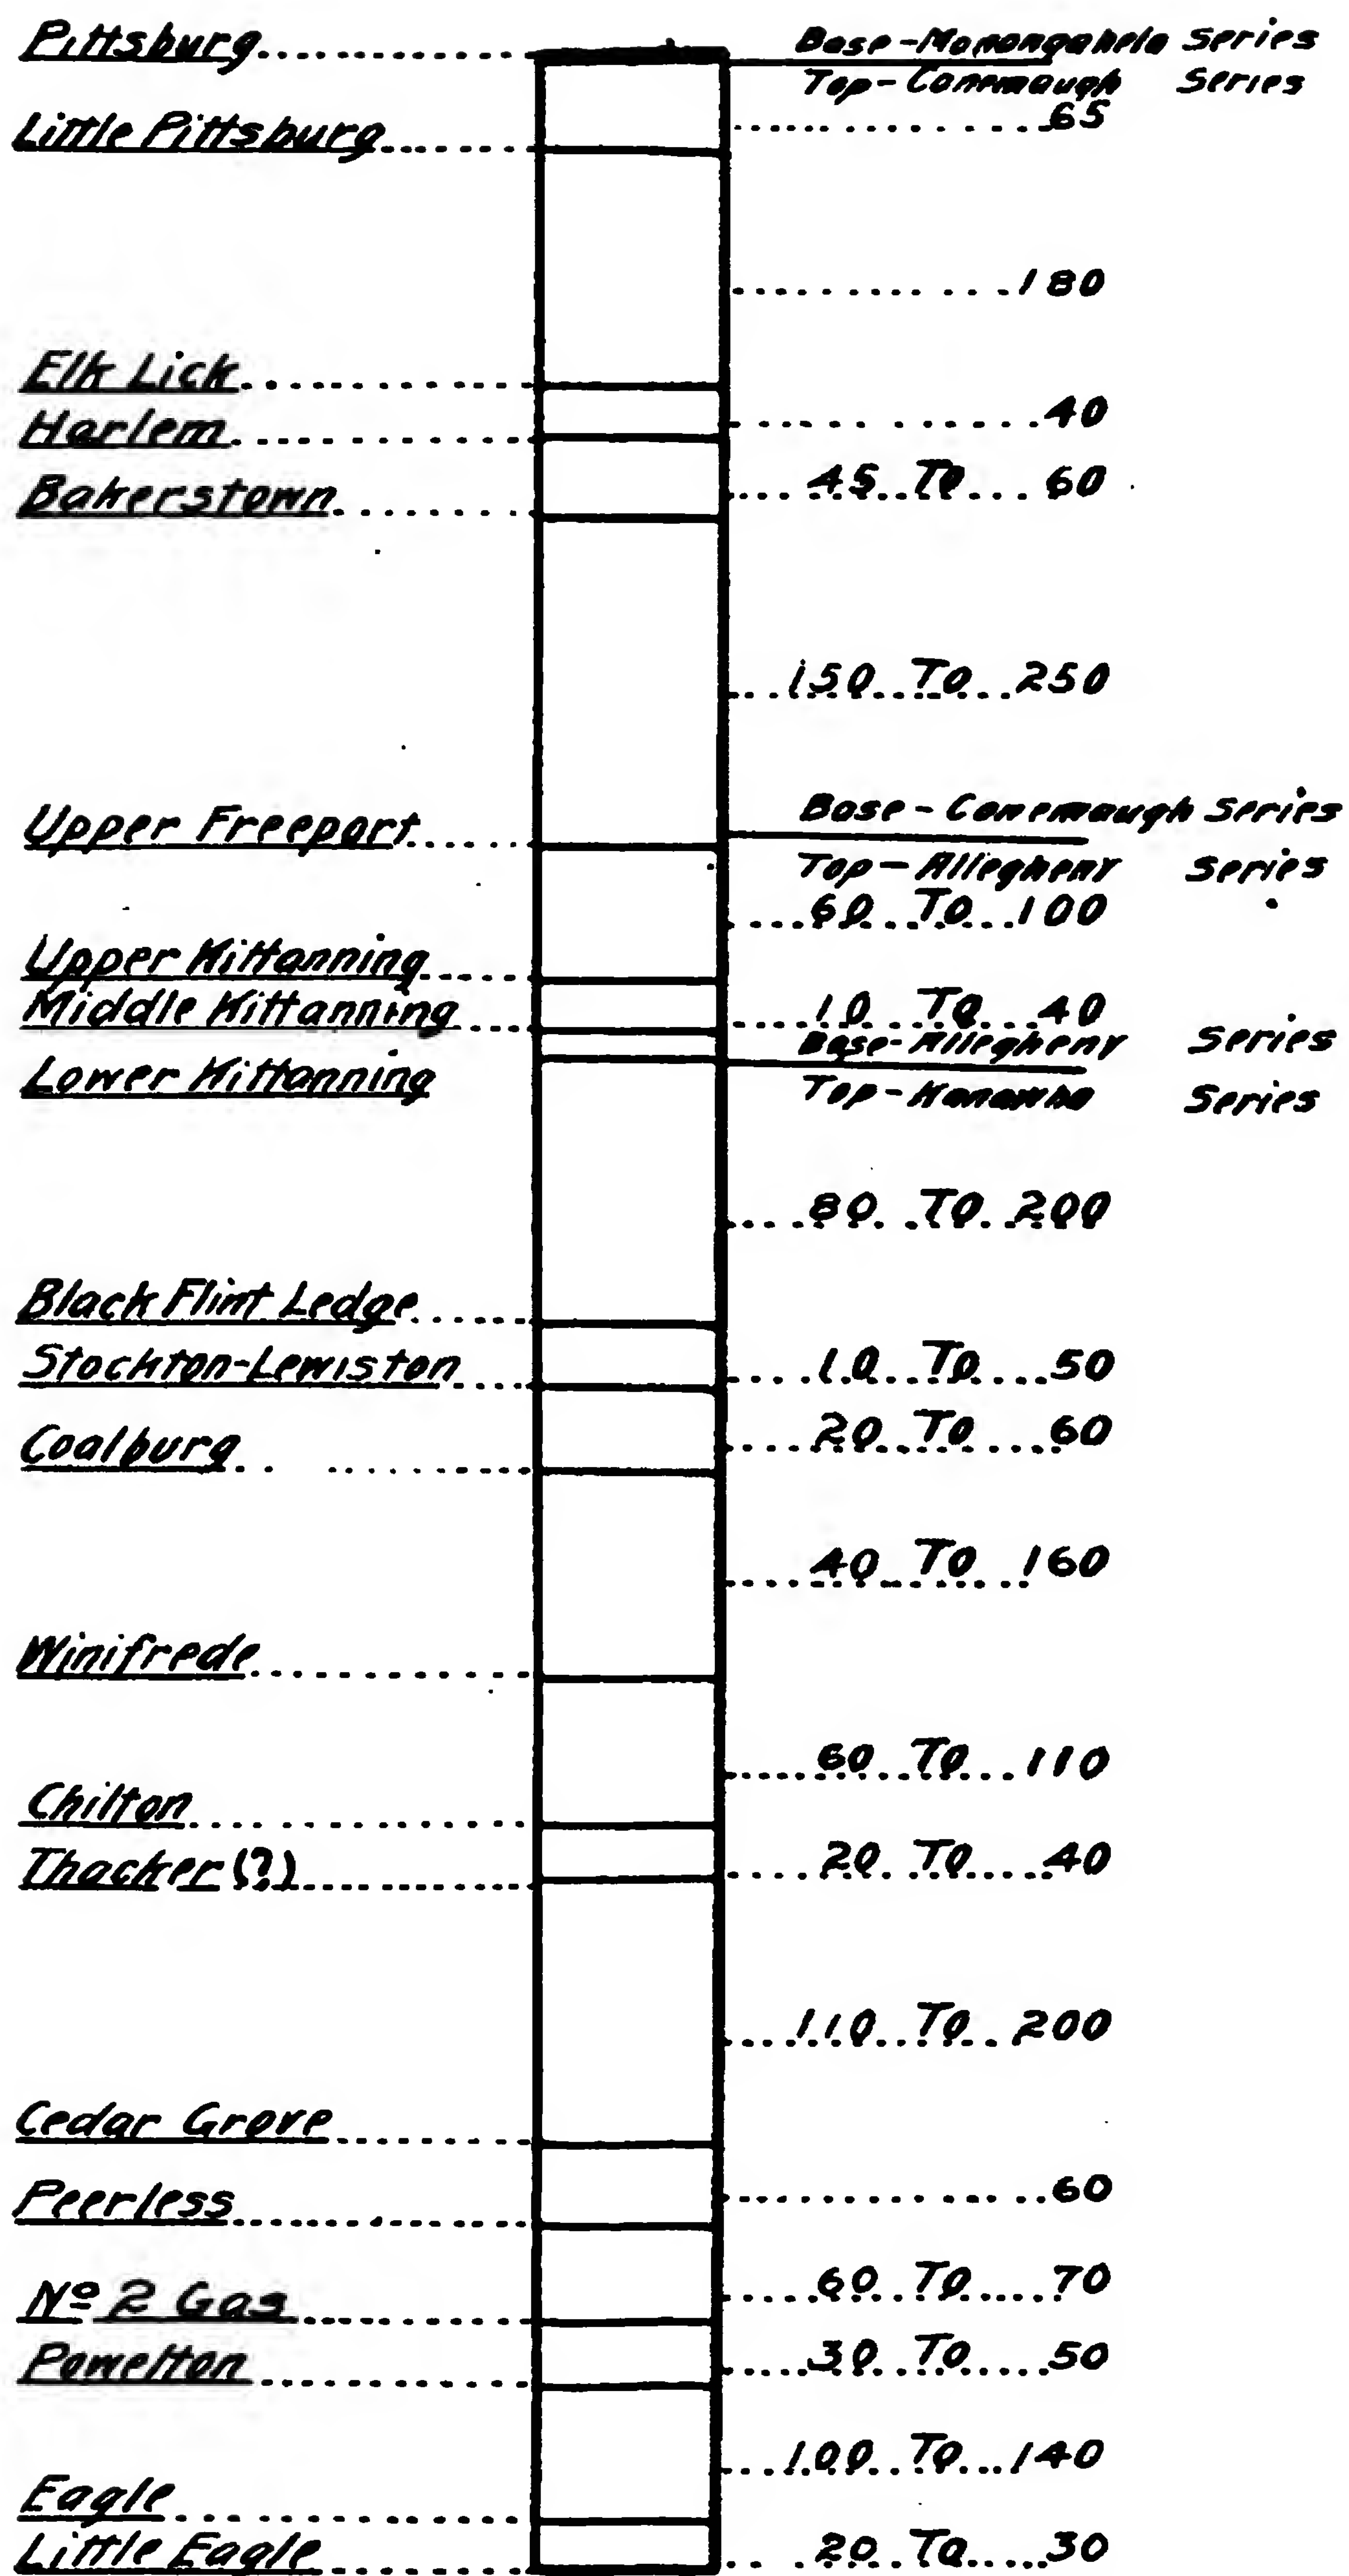 Pittsburg
Base-Monongahela Series
Top-Conemaugh Series
65
Little Pittsburg
180
Elk Lick
40
Harlem
45 To 60
Bakerstown
150 To 250
Base-Conemaugh Series
Upper Freeport
Top-Allegheny Series
60 To 100
Upper Kittanning
10 To 40
Middle Kittanning
Base-Allegheny Series
Lower Kittanning
Top-Kanawha Series
80 To 200
Black Flint Ledge
10 To 50
Stockton-Lewiston
20 To 60
Coalburg
40 To 160
Winifrede
60 To 110
Chilton
20 To 40
Thacker(?)
110 To 200
Cedar Grove
60
Peerless
60 To 70
Nº 2 Gas
30 To 50
Powelton
100 To 140
Eagle
20 To 30
Little Eagle